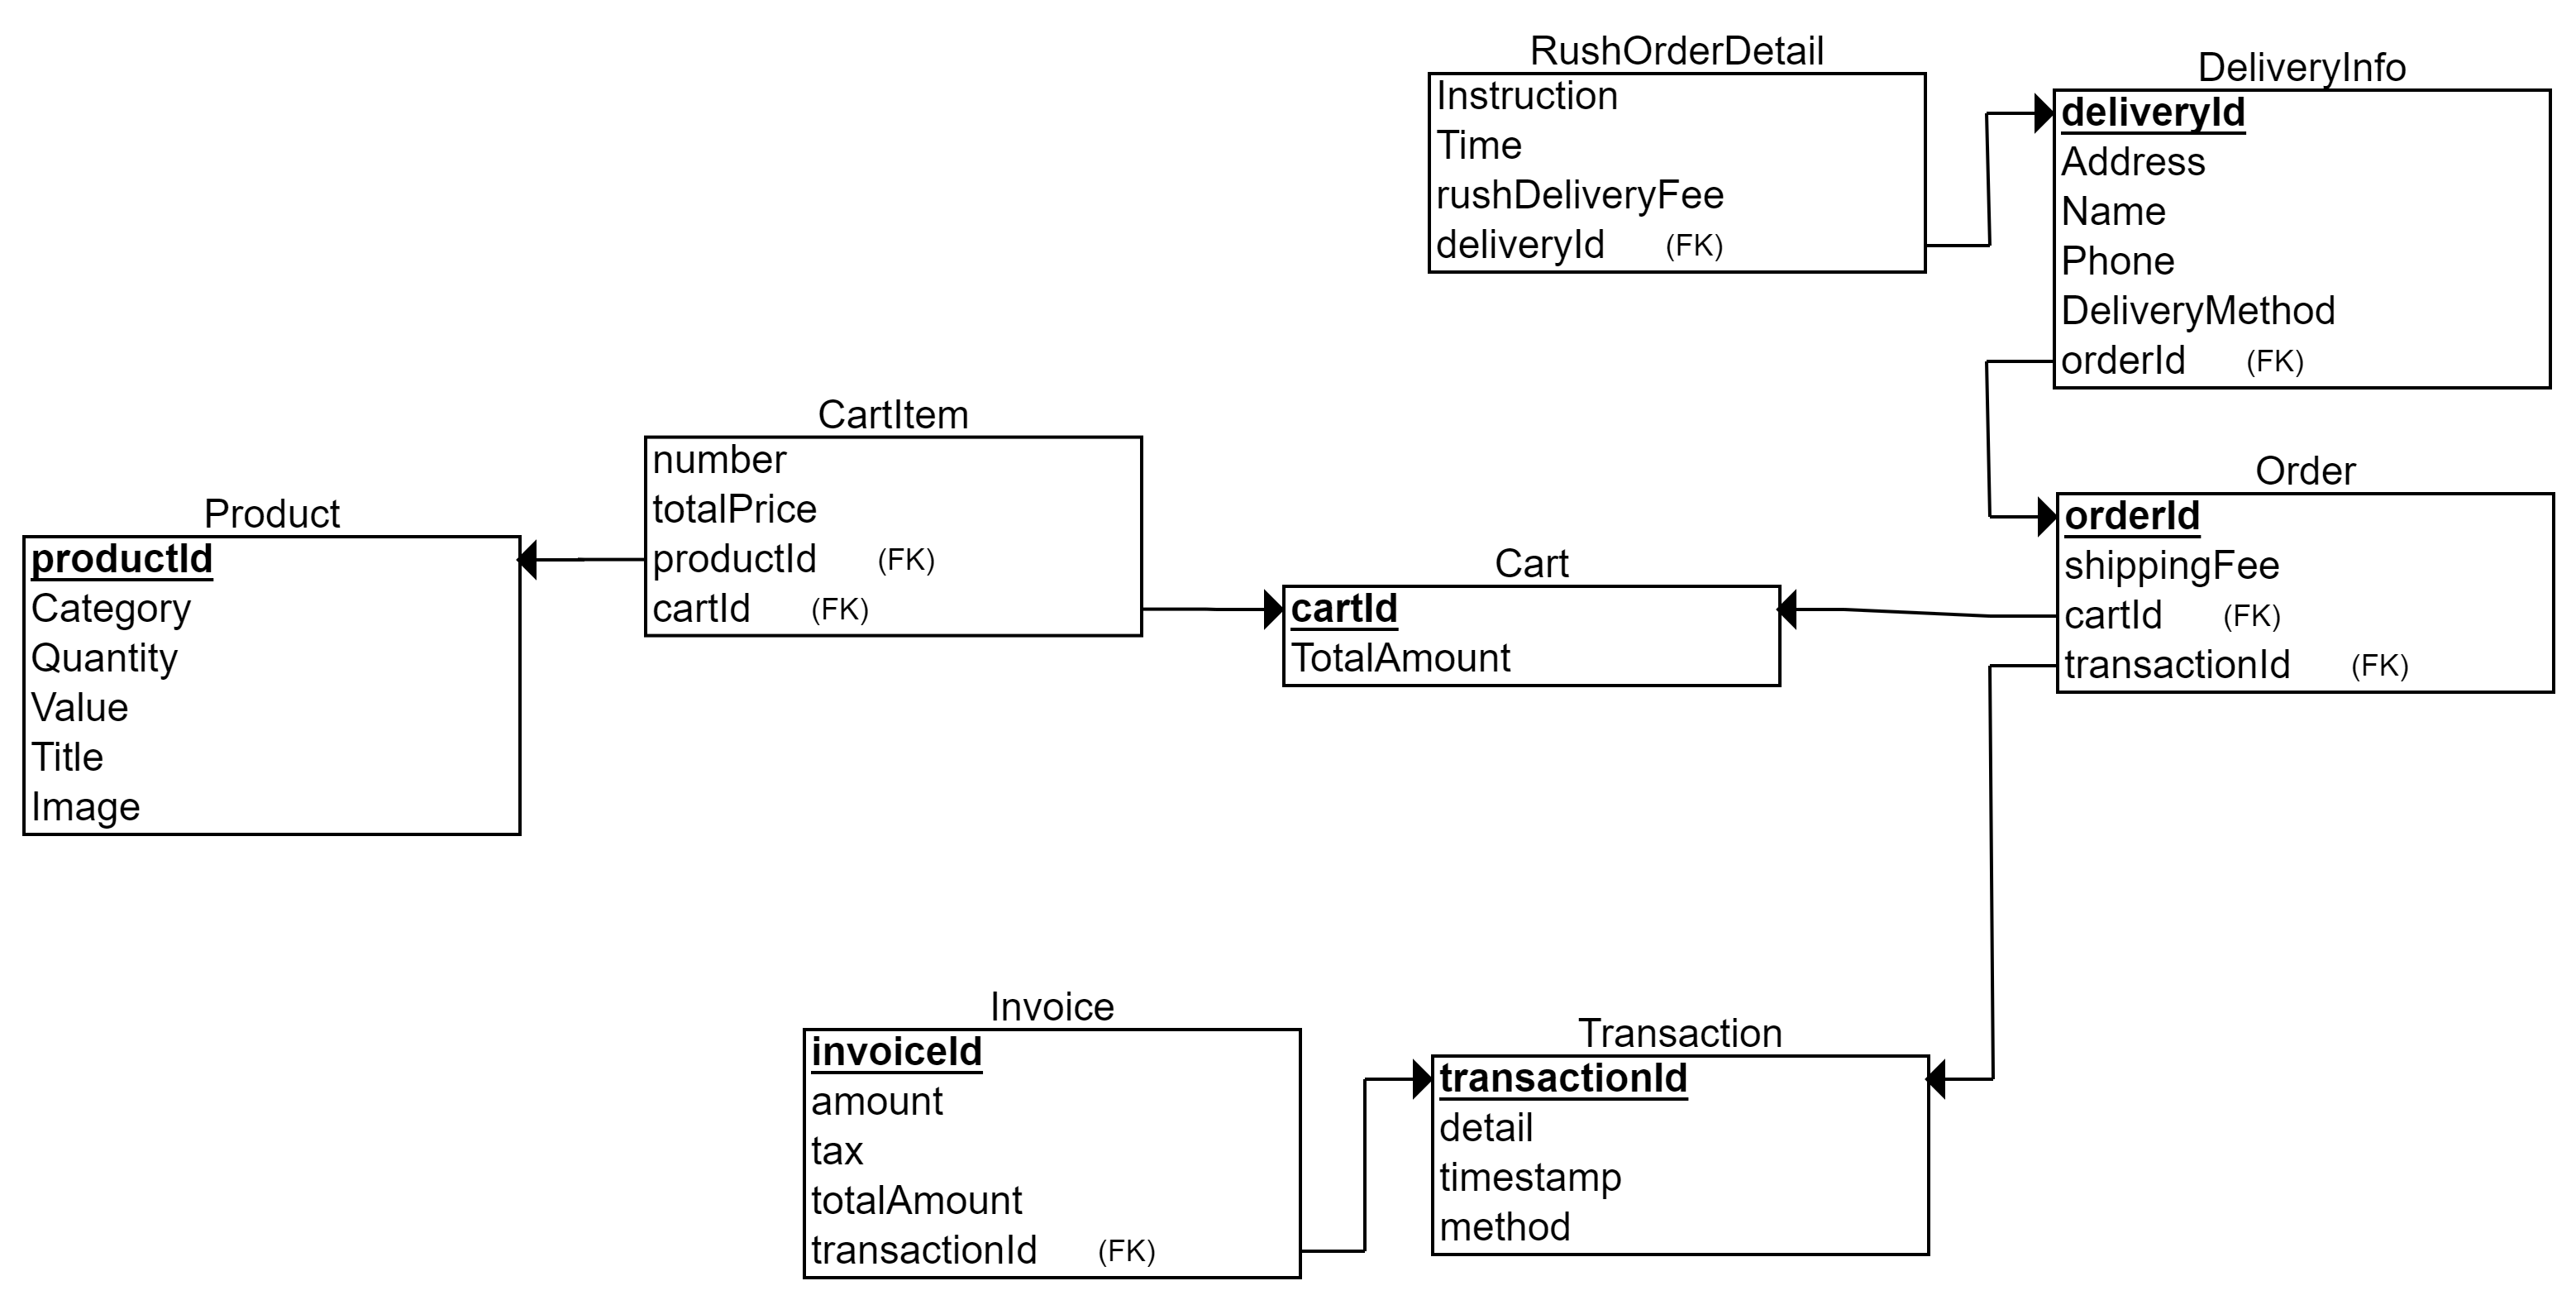 RushOrderDetail
Instruction
Time
rushDeliveryFee
deliveryId (FK)
DeliveryInfo
deliveryId
Address
Name
Phone
DeliveryMethod
orderId (FK)
CartItem
number
totalPrice
productId (FK)
cartId (FK)
Product
productId
Category
Quantity
Value
Title
Image
Cart
cartId
TotalAmount
Order
orderId
shippingFee
cartId (FK)
transactionId (FK)
Invoice
invoiceId
amount
tax
totalAmount
transactionId (FK)
Transaction
transactionId
detail
timestamp
method